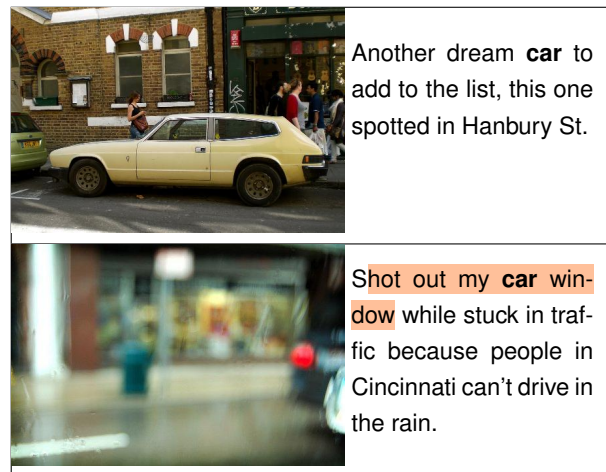 Another dream car to
add to the list, this one
spotted in Hanbury St.
Shot out my car win-
dow while stuck in traf-
fic because people in
Cincinnati can't drive in
the rain.